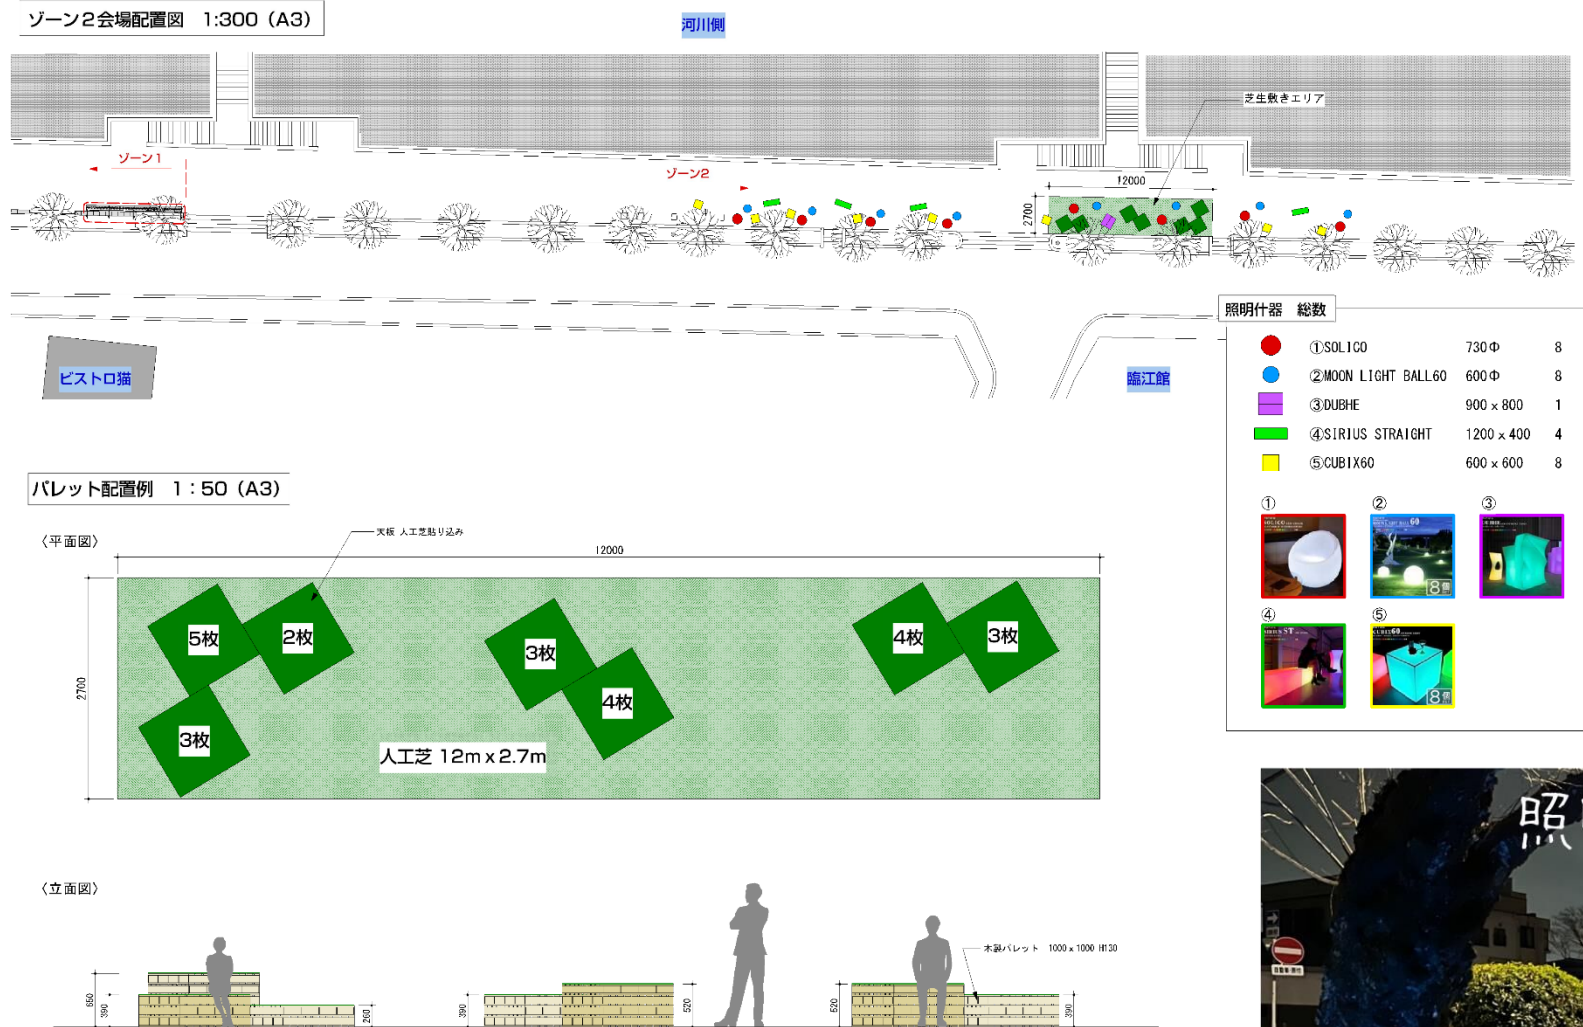 ゾーン2会場配置図 1:300 (A3)
河川側
芝生敷きエリア
ゾーン1
ゾーン2
12000
2700
照明什器 総数
①SOLICO 730Φ 8
②MOON LIGHT BALL60 600Φ 8
③DUBHE 900 x 800 1
④SIRIUS STRAIGHT 1200 x 400 4
⑤CUBIX60 600 x 600 8
ビストロ猫
臨江館
パレット配置例 1:50 (A3)
〈平面図〉
天板 人工芝貼り込み
12000
2700
5枚
2枚
3枚
3枚
4枚
4枚
3枚
人工芝 12m x 2.7m
①
②
③
8個
④
⑤
8個
照
〈立面図〉
木製パレット 1000 x 1000 H130
650
390
260
390
520
520
390